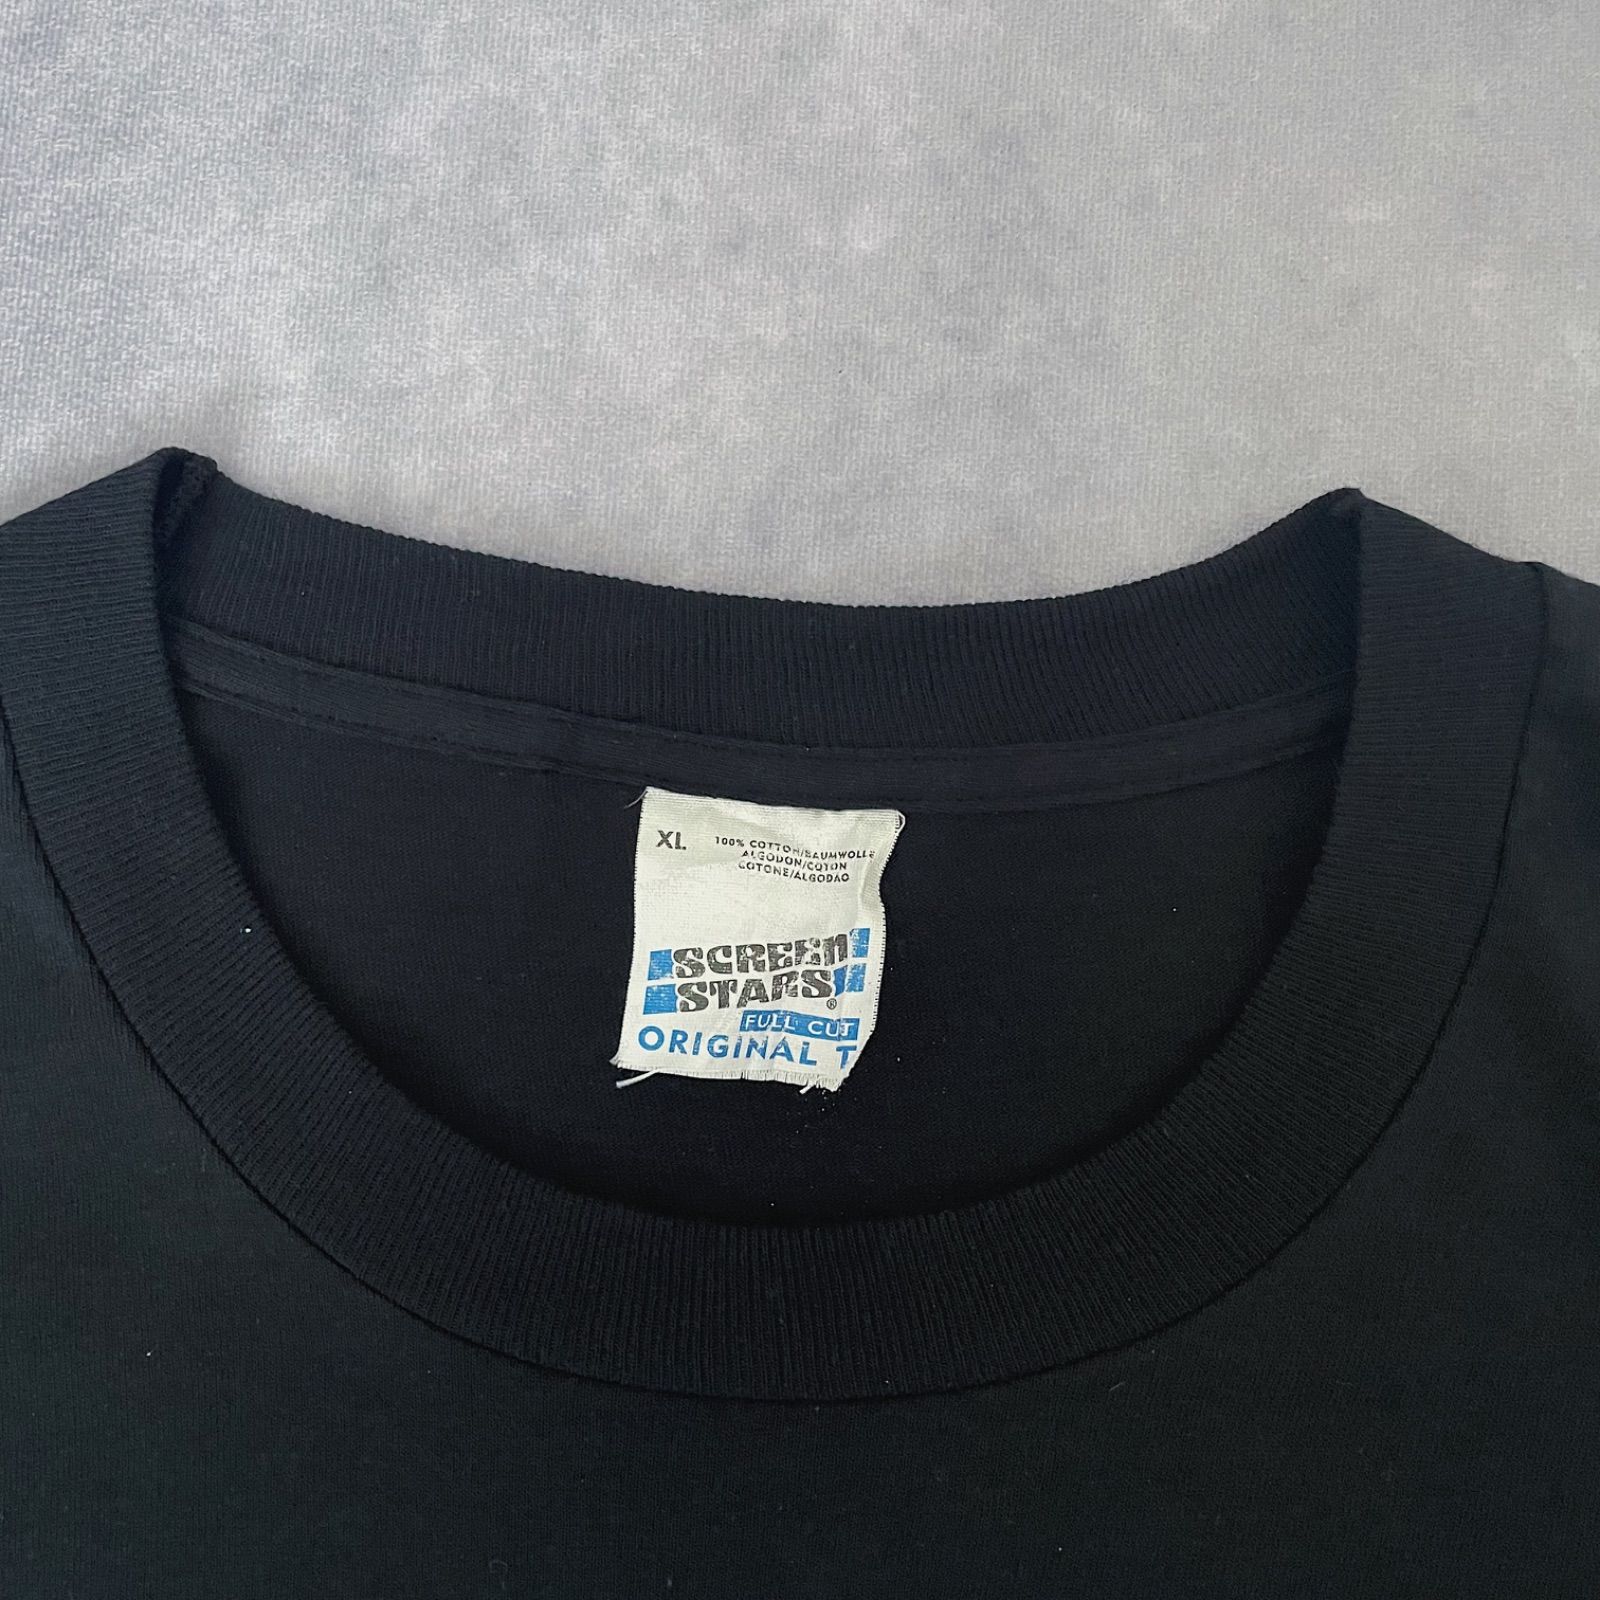 XL
100% COTTON/BAUMWOLLE
ALGODON/COTON
COTONE/ALGODAO
SCREEN
STARS®
FULL CUT
ORIGINAL T